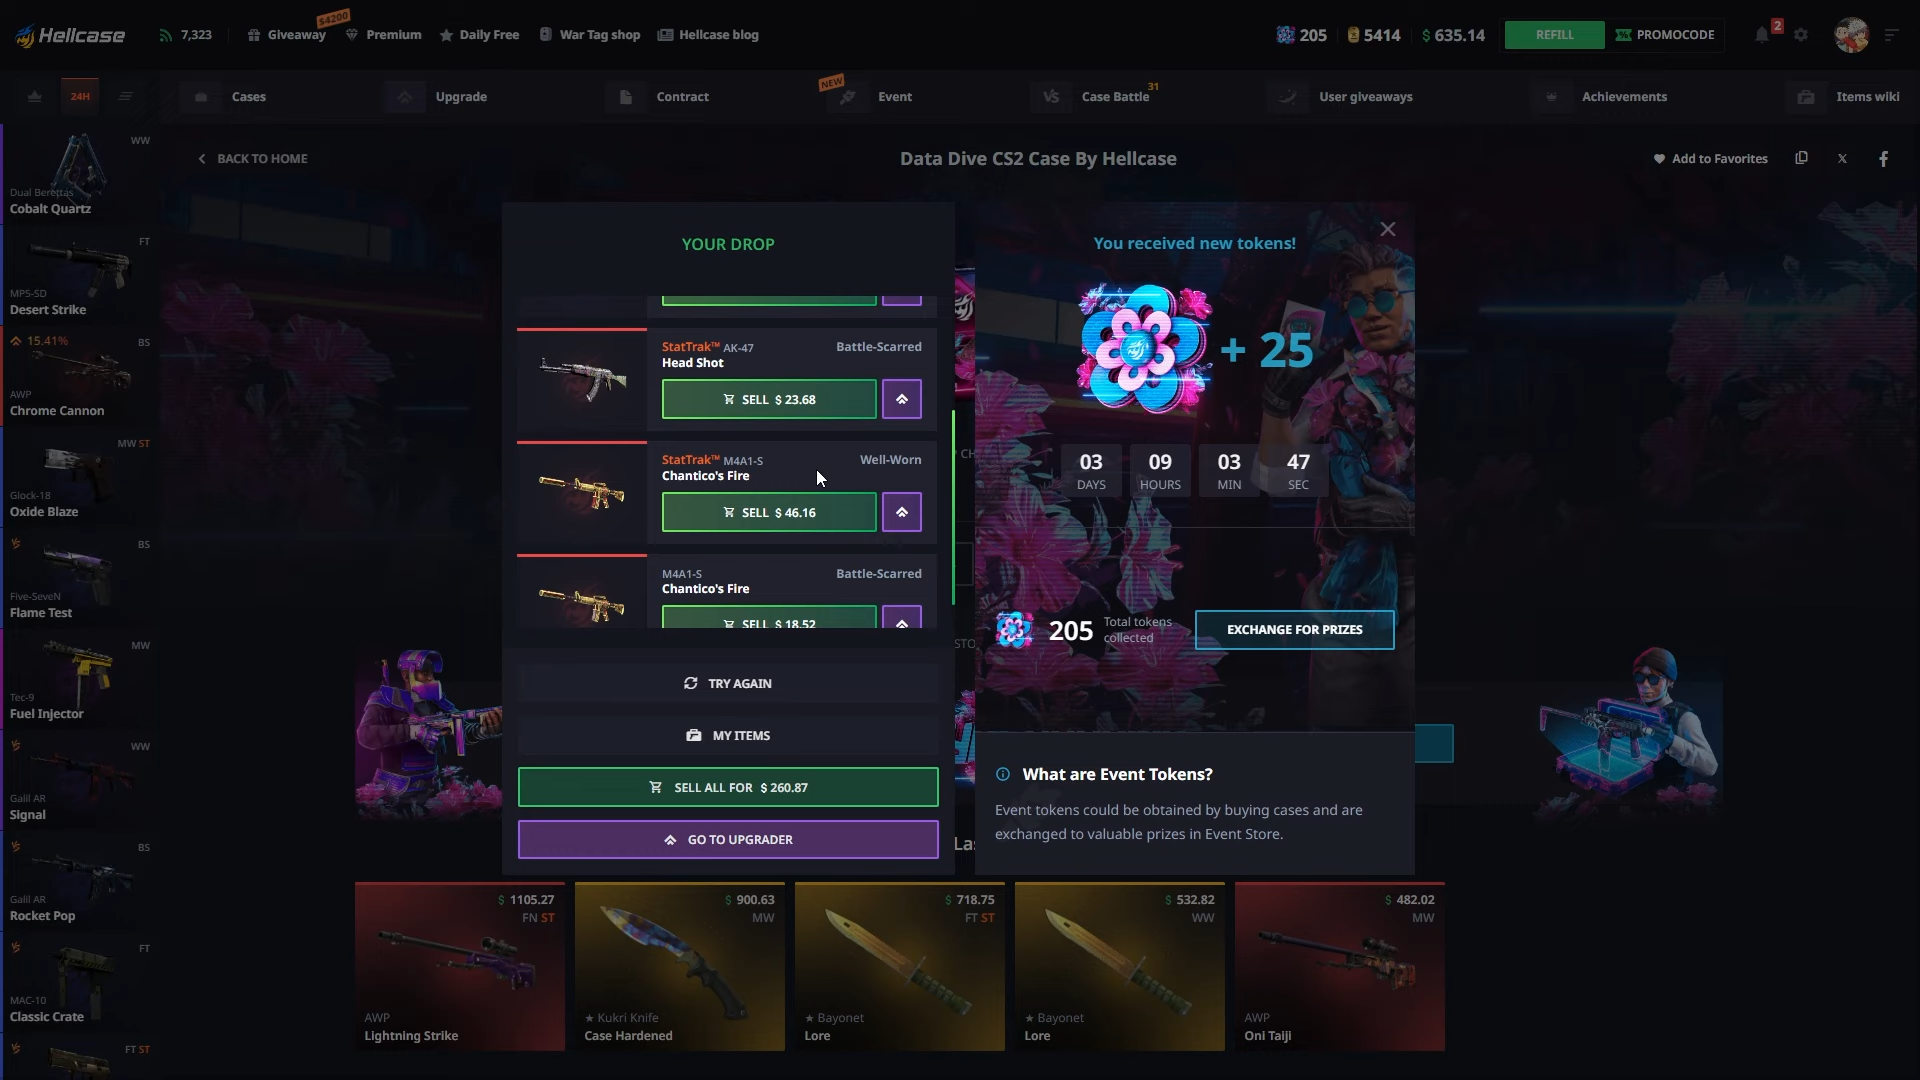 Hellcase
7,323
Giveaway
$4200
Premium
Daily Free
War Tag shop
Hellcase blog
205
5414
$ 635.14
REFILL
PROMOCODE
2
24H
Cases
Upgrade
Contract
NEW
Event
VS
Case Battle
31
User giveaways
Achievements
Items wiki
BACK TO HOME
Data Dive CS2 Case By Hellcase
Add to Favorites
WW
Dual Berettas
Cobalt Quartz
FT
MP5-SD
Desert Strike
15.41%
BS
AWP
Chrome Cannon
MW ST
Glock-18
Oxide Blaze
BS
Five-SeveN
Flame Test
MW
Tec-9
Fuel Injector
WW
Galil AR
Signal
BS
Galil AR
Rocket Pop
FT
MAC-10
Classic Crate
FT ST
YOUR DROP
StatTrak™ AK-47
Battle-Scarred
Head Shot
SELL $ 23.68
StatTrak™ M4A1-S
Well-Worn
Chantico's Fire
SELL $ 46.16
M4A1-S
Battle-Scarred
Chantico's Fire
SELL $ 18.52
TRY AGAIN
MY ITEMS
SELL ALL FOR $ 260.87
GO TO UPGRADER
You received new tokens!
+ 25
03 09 03 47
DAYS HOURS MIN SEC
205
Total tokens
collected
EXCHANGE FOR PRIZES
What are Event Tokens?
Event tokens could be obtained by buying cases and are
exchanged to valuable prizes in Event Store.
$ 1105.27
FN ST
AWP
Lightning Strike
$ 900.63
MW
★ Kukri Knife
Case Hardened
$ 718.75
FT ST
★ Bayonet
Lore
$ 532.82
WW
★ Bayonet
Lore
$ 482.02
MW
AWP
Oni Taiji